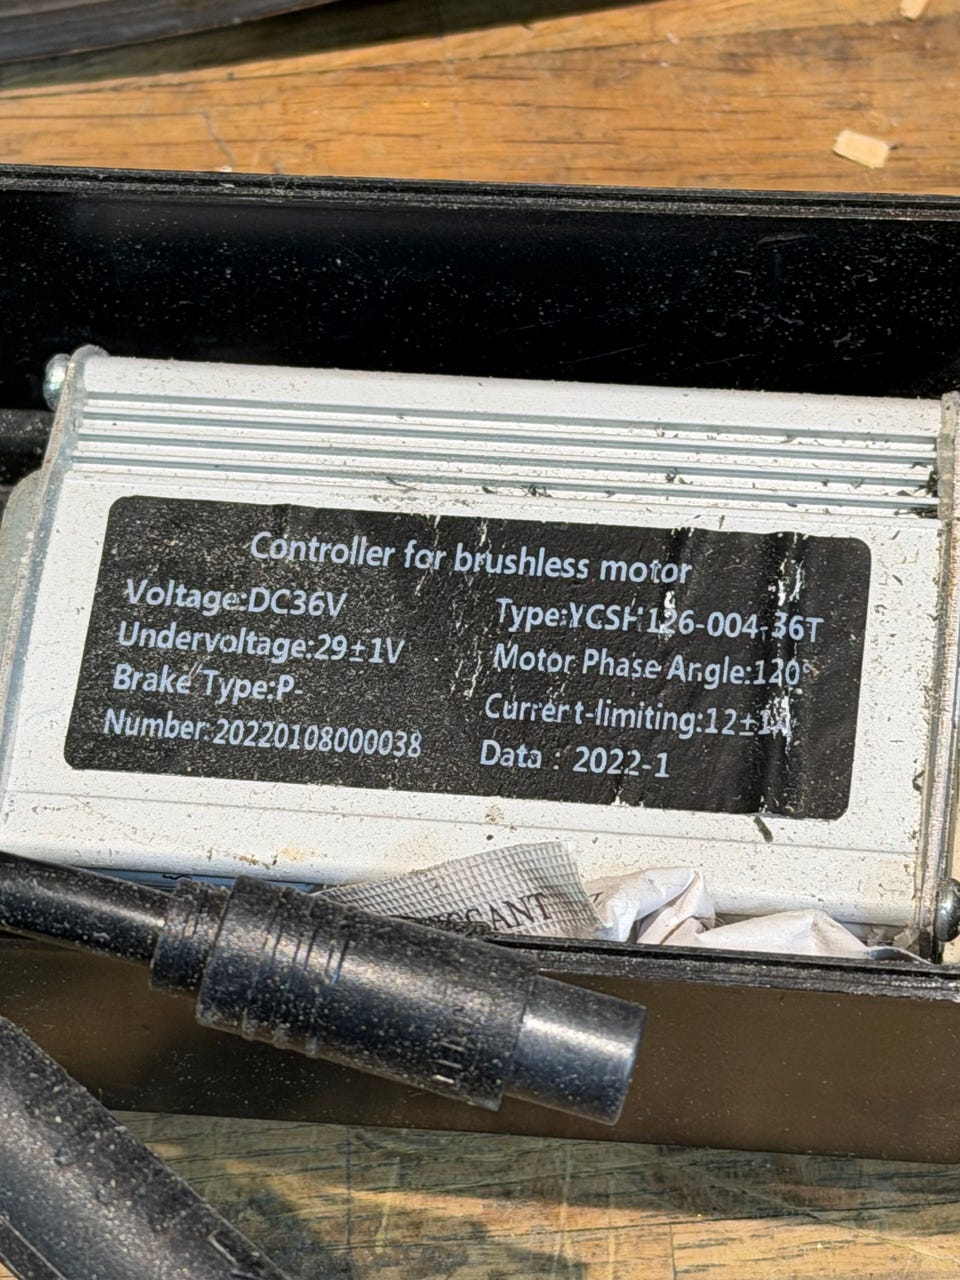 Controller for brushless motor
Voltage:DC36V
Undervoltage:29±1V
Brake Type:P-
Number:20220108000038
Type:YCSH126-004-36T
Motor Phase Angle:120°
Current-limiting:12±1A
Data : 2022-1